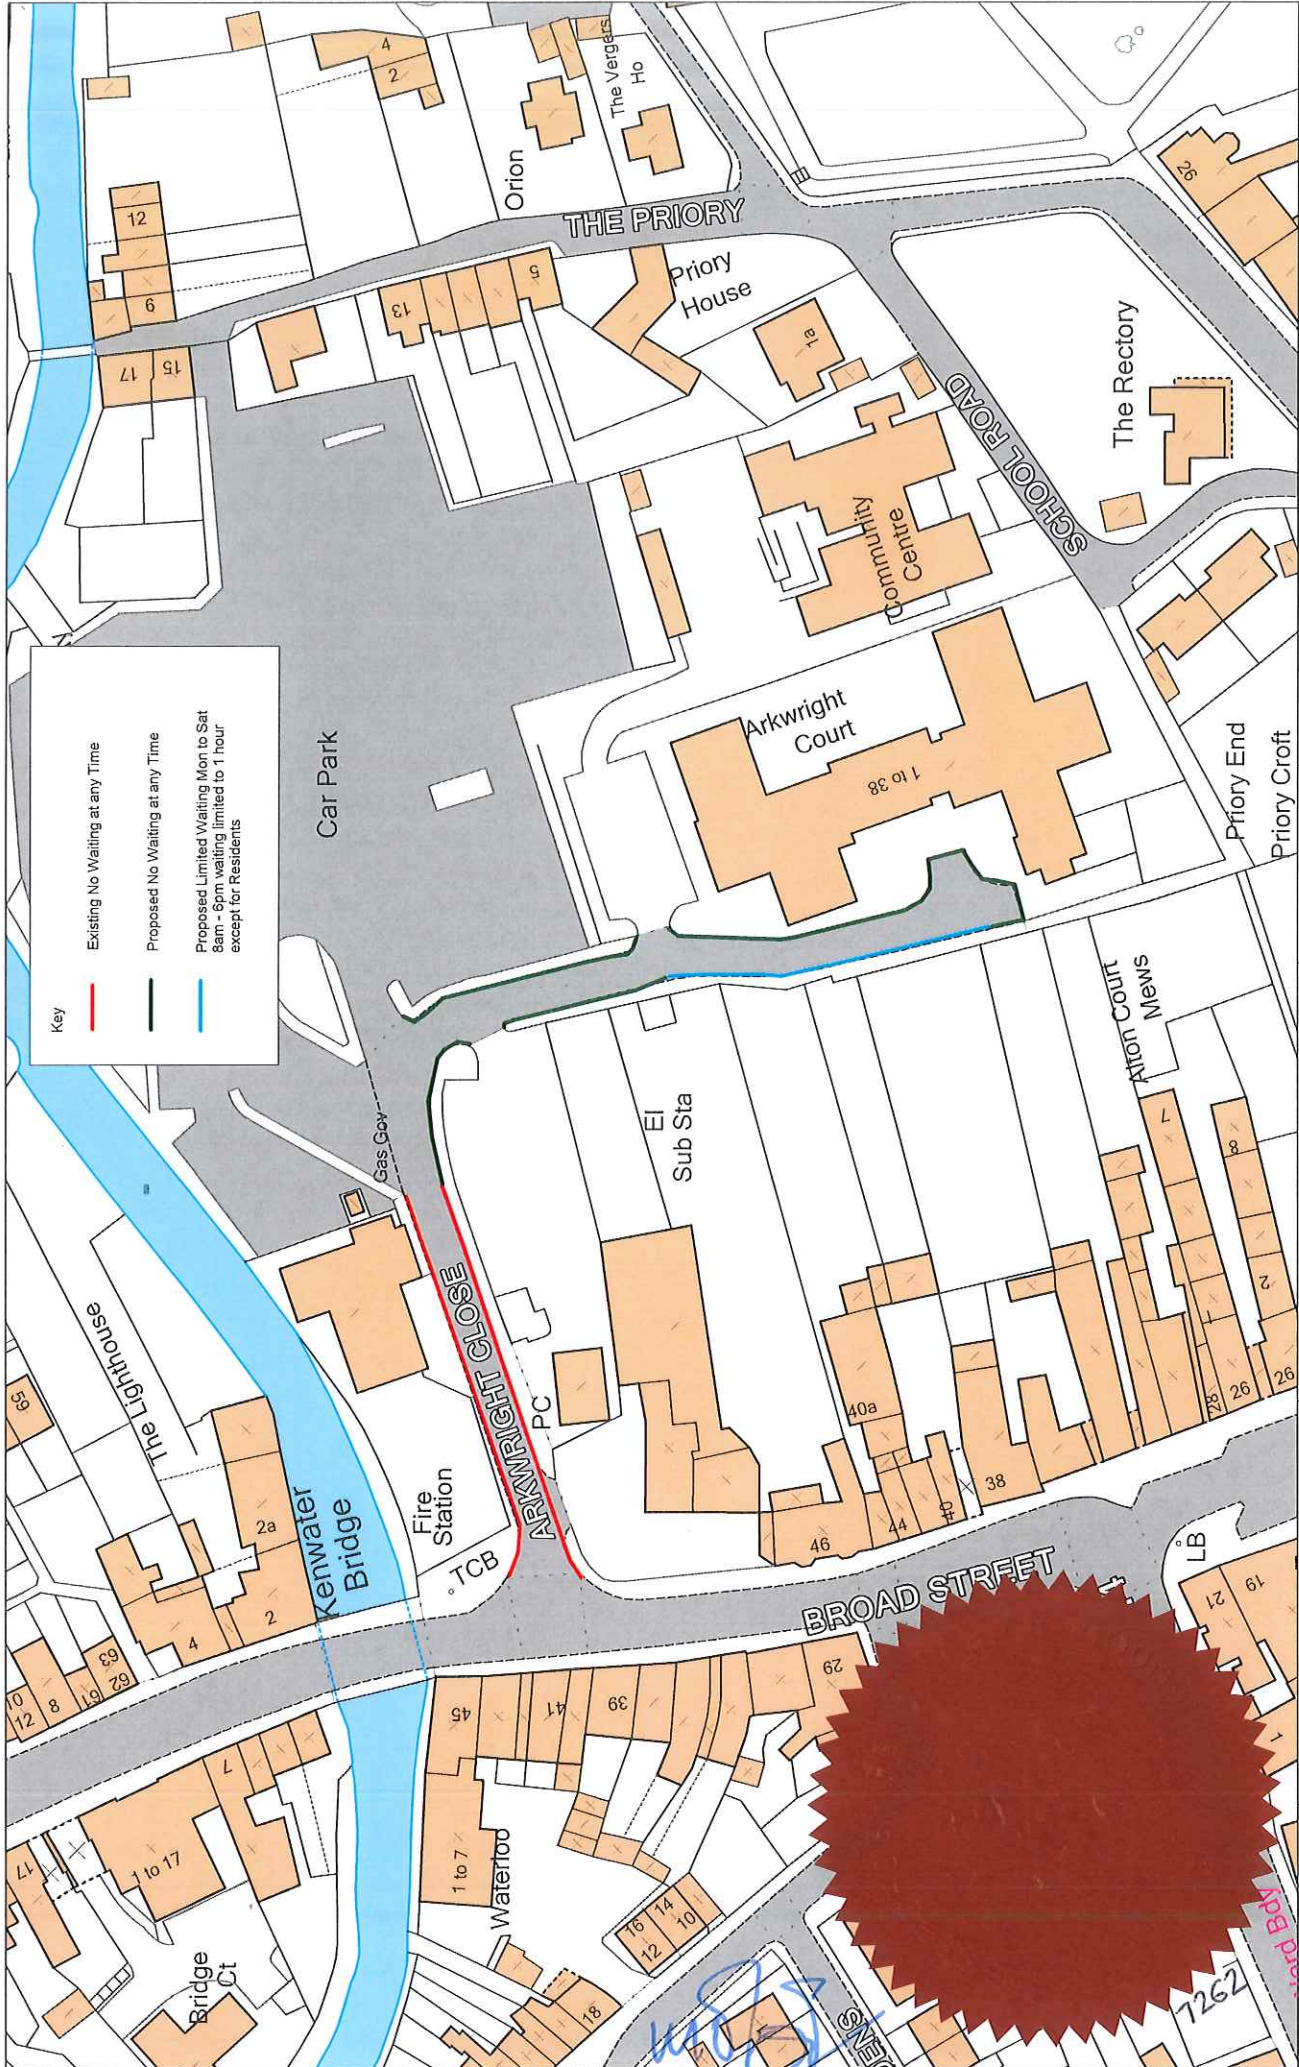 Key
Existing No Waiting at any Time
Proposed No Waiting at any Time
Proposed Limited Waiting Mon to Sat
8am - 6pm waiting limited to 1 hour
except for Residents
4
2
The Vergers
Ho
Orion
THE PRIORY
12
9
17
15
13
5
Priory
House
1a
26
SCHOOL ROAD
The Rectory
Community
Centre
Car Park
Arkwright
Court
1 to 38
Priory End
Priory Croft
Gas Gov
El
Sub Sta
Alton Court
Mews
7
8
2
26
26
28
59
The Lighthouse
2a
2
4
Kenwater
Bridge
Fire
Station
TCB
ARKWRIGHT CLOSE
PC
40a
38
40
44
46
BROAD STREET
LB
21
19
1
10
12
8
61
62
63
7
17
1 to 17
Bridge
Ct
45
41
39
29
1 to 7
Waterloo
16
14
12
10
18
7262
Bdy